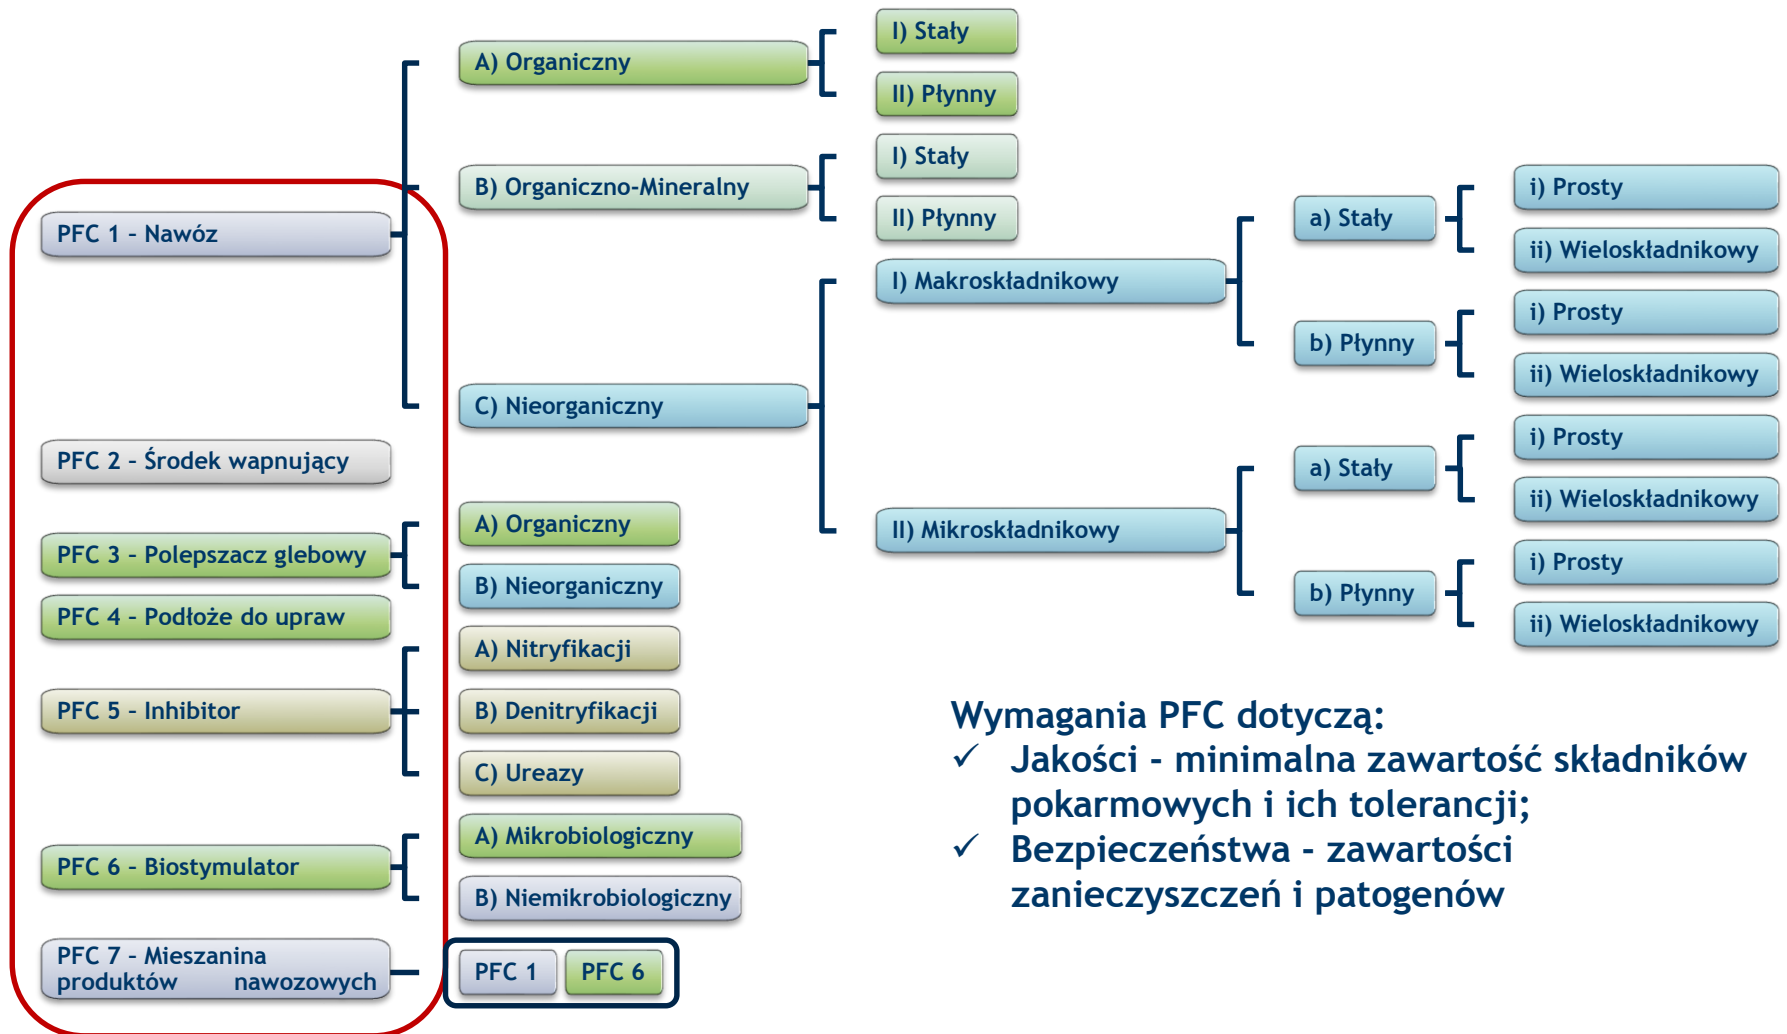 PFC 1 – Nawóz
A) Organiczny
I) Stały
II) Płynny
B) Organiczno-Mineralny
I) Stały
II) Płynny
C) Nieorganiczny
I) Makroskładnikowy
a) Stały
i) Prosty
ii) Wieloskładnikowy
b) Płynny
i) Prosty
ii) Wieloskładnikowy
II) Mikroskładnikowy
a) Stały
i) Prosty
ii) Wieloskładnikowy
b) Płynny
i) Prosty
ii) Wieloskładnikowy
PFC 2 – Środek wapnujący
PFC 3 – Polepszacz glebowy
A) Organiczny
B) Nieorganiczny
PFC 4 – Podłoże do upraw
PFC 5 – Inhibitor
A) Nitryfikacji
B) Denitryfikacji
C) Ureazy
PFC 6 – Biostymulator
A) Mikrobiologiczny
B) Niemikrobiologiczny
PFC 7 – Mieszanina
produktów nawozowych
PFC 1
PFC 6
Wymagania PFC dotyczą:
✓ Jakości - minimalna zawartość składników
pokarmowych i ich tolerancji;
✓ Bezpieczeństwa - zawartości
zanieczyszczeń i patogenów